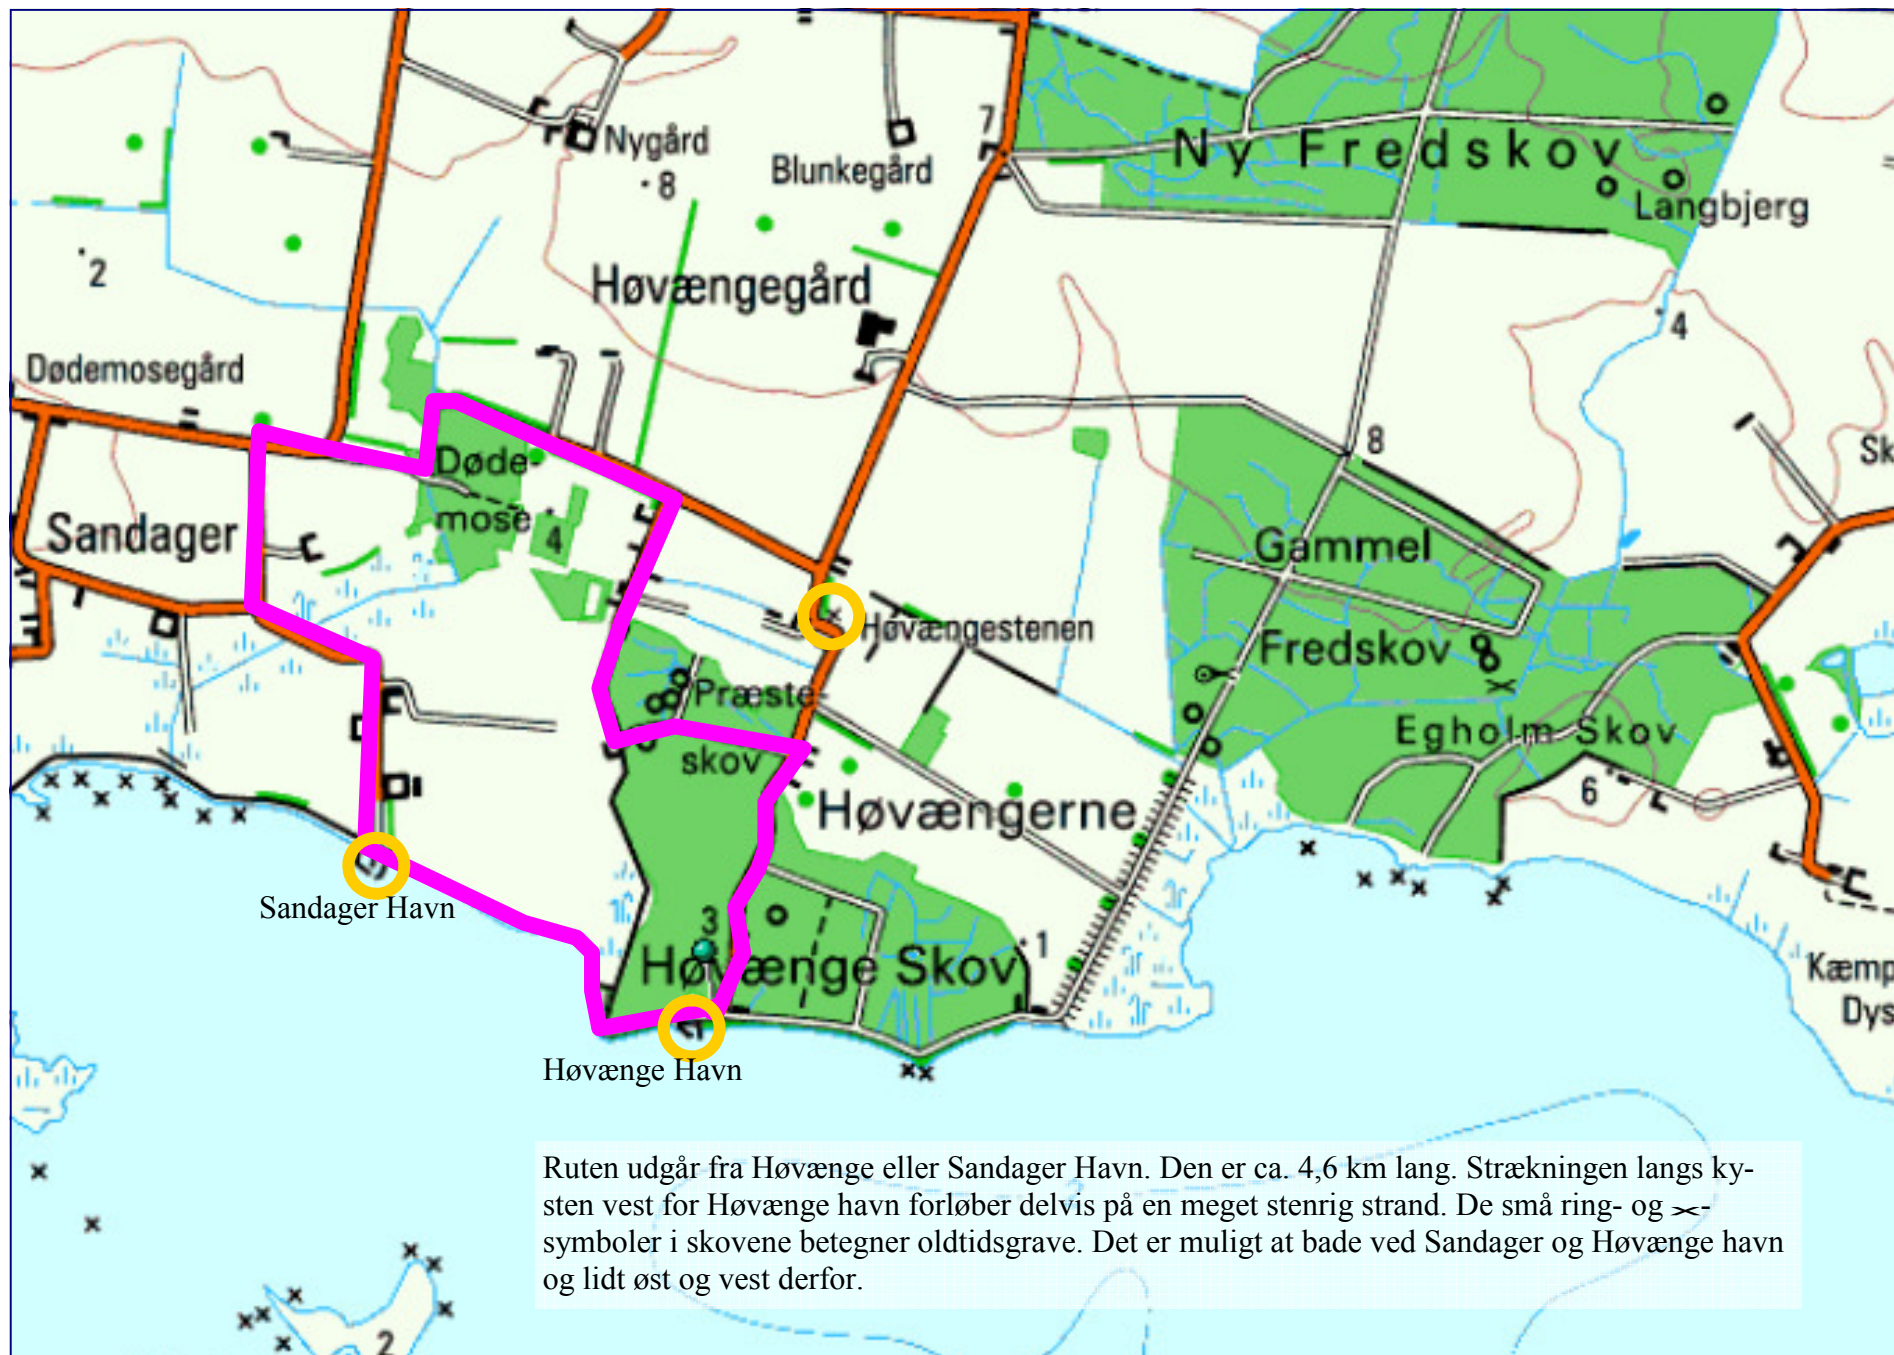 Nygård
8
Blunkegård
7
Ny Fredskov
Langbjerg
2
Høvængegård
4
Dødemosegård
8
Sk
Døde-
mose
4
Sandager
Gammel
Fredskov
Høvængestenen
Præste-
skov
Egholm Skov
6
Høvængerne
Sandager Havn
3
Høvænge Skov
1
Kæmp
Dys
Høvænge Havn
Ruten udgår fra Høvænge eller Sandager Havn. Den er ca. 4,6 km lang. Strækningen langs ky-
sten vest for Høvænge havn forløber delvis på en meget stenrig strand. De små ring- og ⪥-
symboler i skovene betegner oldtidsgrave. Det er muligt at bade ved Sandager og Høvænge havn
og lidt øst og vest derfor.
2